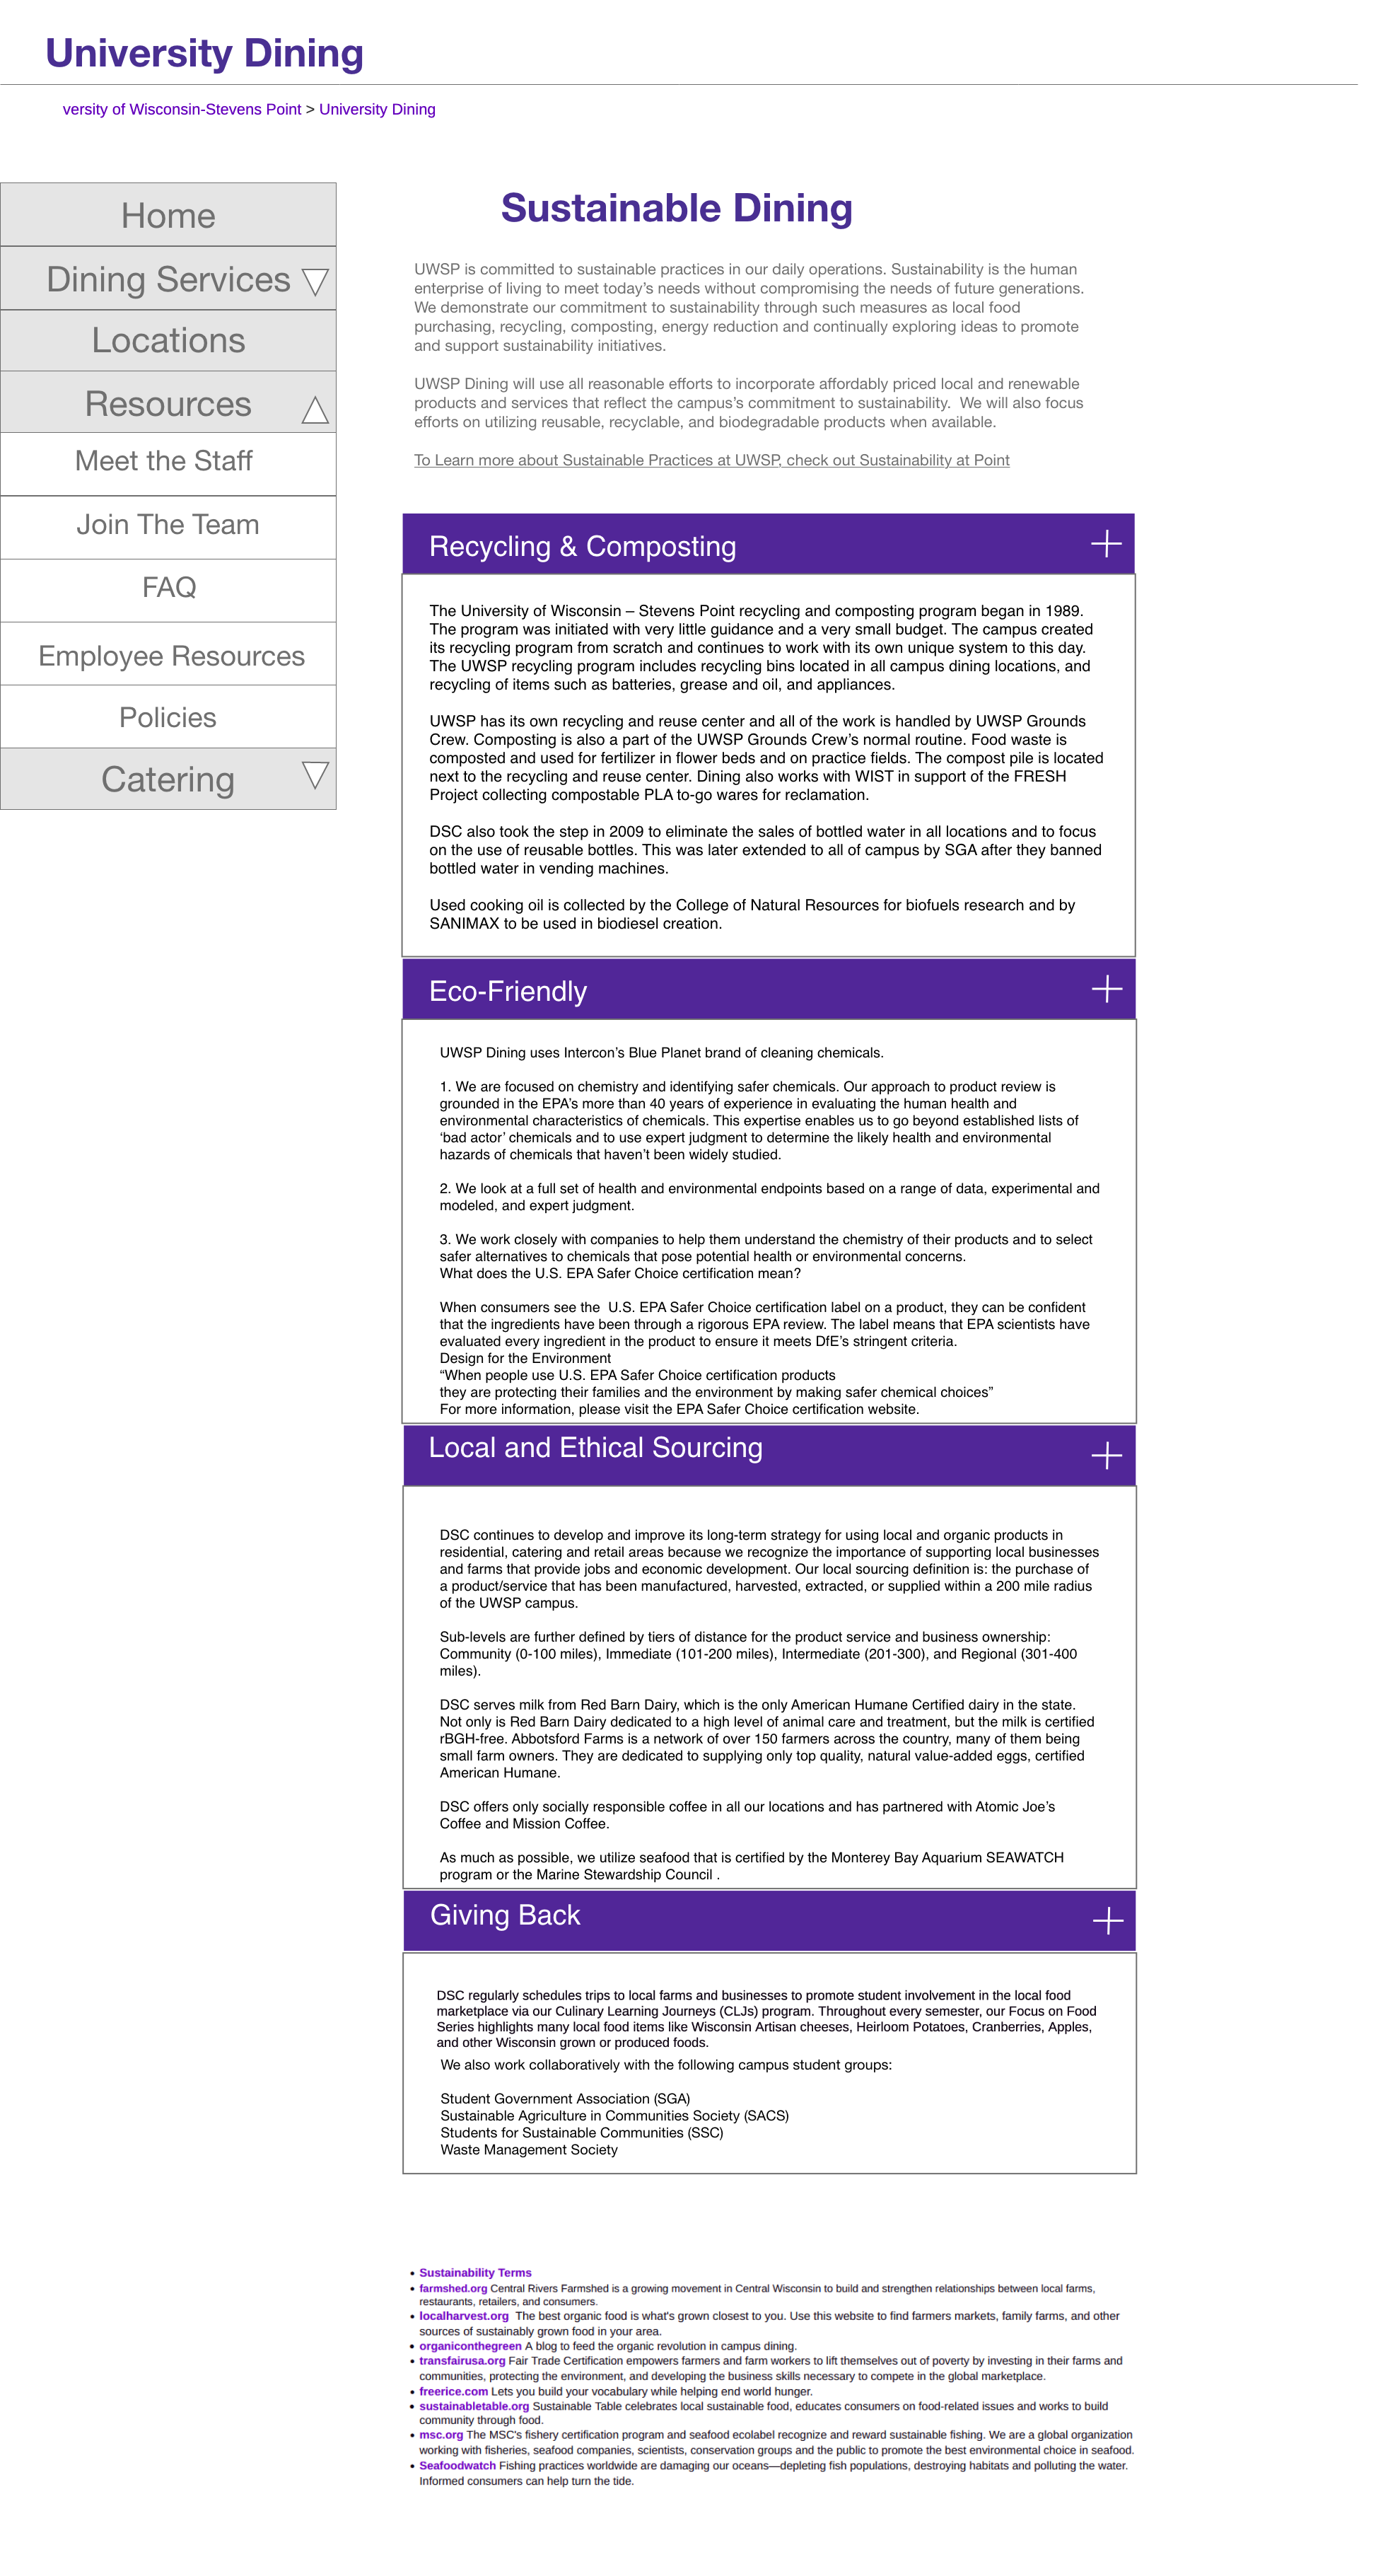 University Dining
versity of Wisconsin-Stevens Point > University Dining
Home
Dining Services
Locations
Resources
Meet the Staff
Join The Team
FAQ
Employee Resources
Policies
Catering
Sustainable Dining
UWSP is committed to sustainable practices in our daily operations. Sustainability is the human
enterprise of living to meet today’s needs without compromising the needs of future generations.
We demonstrate our commitment to sustainability through such measures as local food
purchasing, recycling, composting, energy reduction and continually exploring ideas to promote
and support sustainability initiatives.
UWSP Dining will use all reasonable efforts to incorporate affordably priced local and renewable
products and services that reflect the campus’s commitment to sustainability.  We will also focus
efforts on utilizing reusable, recyclable, and biodegradable products when available.
To Learn more about Sustainable Practices at UWSP, check out Sustainability at Point
Recycling & Composting
The University of Wisconsin – Stevens Point recycling and composting program began in 1989.
The program was initiated with very little guidance and a very small budget. The campus created
its recycling program from scratch and continues to work with its own unique system to this day.
The UWSP recycling program includes recycling bins located in all campus dining locations, and
recycling of items such as batteries, grease and oil, and appliances.
UWSP has its own recycling and reuse center and all of the work is handled by UWSP Grounds
Crew. Composting is also a part of the UWSP Grounds Crew’s normal routine. Food waste is
composted and used for fertilizer in flower beds and on practice fields. The compost pile is located
next to the recycling and reuse center. Dining also works with WIST in support of the FRESH
Project collecting compostable PLA to-go wares for reclamation.
DSC also took the step in 2009 to eliminate the sales of bottled water in all locations and to focus
on the use of reusable bottles. This was later extended to all of campus by SGA after they banned
bottled water in vending machines.
Used cooking oil is collected by the College of Natural Resources for biofuels research and by
SANIMAX to be used in biodiesel creation.
Eco-Friendly
UWSP Dining uses Intercon’s Blue Planet brand of cleaning chemicals.
1. We are focused on chemistry and identifying safer chemicals. Our approach to product review is
grounded in the EPA’s more than 40 years of experience in evaluating the human health and
environmental characteristics of chemicals. This expertise enables us to go beyond established lists of
‘bad actor’ chemicals and to use expert judgment to determine the likely health and environmental
hazards of chemicals that haven’t been widely studied.
2. We look at a full set of health and environmental endpoints based on a range of data, experimental and
modeled, and expert judgment.
3. We work closely with companies to help them understand the chemistry of their products and to select
safer alternatives to chemicals that pose potential health or environmental concerns.
What does the U.S. EPA Safer Choice certification mean?
When consumers see the  U.S. EPA Safer Choice certification label on a product, they can be confident
that the ingredients have been through a rigorous EPA review. The label means that EPA scientists have
evaluated every ingredient in the product to ensure it meets DfE’s stringent criteria.
Design for the Environment
“When people use U.S. EPA Safer Choice certification products
they are protecting their families and the environment by making safer chemical choices”
For more information, please visit the EPA Safer Choice certification website.
Local and Ethical Sourcing
DSC continues to develop and improve its long-term strategy for using local and organic products in
residential, catering and retail areas because we recognize the importance of supporting local businesses
and farms that provide jobs and economic development. Our local sourcing definition is: the purchase of
a product/service that has been manufactured, harvested, extracted, or supplied within a 200 mile radius
of the UWSP campus.
Sub-levels are further defined by tiers of distance for the product service and business ownership:
Community (0-100 miles), Immediate (101-200 miles), Intermediate (201-300), and Regional (301-400
miles).
DSC serves milk from Red Barn Dairy, which is the only American Humane Certified dairy in the state.
Not only is Red Barn Dairy dedicated to a high level of animal care and treatment, but the milk is certified
rBGH-free. Abbotsford Farms is a network of over 150 farmers across the country, many of them being
small farm owners. They are dedicated to supplying only top quality, natural value-added eggs, certified
American Humane.
DSC offers only socially responsible coffee in all our locations and has partnered with Atomic Joe’s
Coffee and Mission Coffee.
As much as possible, we utilize seafood that is certified by the Monterey Bay Aquarium SEAWATCH
program or the Marine Stewardship Council .
Giving Back
DSC regularly schedules trips to local farms and businesses to promote student involvement in the local food
marketplace via our Culinary Learning Journeys (CLJs) program. Throughout every semester, our Focus on Food
Series highlights many local food items like Wisconsin Artisan cheeses, Heirloom Potatoes, Cranberries, Apples,
and other Wisconsin grown or produced foods.
We also work collaboratively with the following campus student groups:
Student Government Association (SGA)
Sustainable Agriculture in Communities Society (SACS)
Students for Sustainable Communities (SSC)
Waste Management Society
• Sustainability Terms
• farmshed.org Central Rivers Farmshed is a growing movement in Central Wisconsin to build and strengthen relationships between local farms,
restaurants, retailers, and consumers.
• localharvest.org  The best organic food is what's grown closest to you. Use this website to find farmers markets, family farms, and other
sources of sustainably grown food in your area.
• organiconthegreen A blog to feed the organic revolution in campus dining.
• transfairusa.org Fair Trade Certification empowers farmers and farm workers to lift themselves out of poverty by investing in their farms and
communities, protecting the environment, and developing the business skills necessary to compete in the global marketplace.
• freerice.com Lets you build your vocabulary while helping end world hunger.
• sustainabletable.org Sustainable Table celebrates local sustainable food, educates consumers on food-related issues and works to build
community through food.
• msc.org The MSC's fishery certification program and seafood ecolabel recognize and reward sustainable fishing. We are a global organization
working with fisheries, seafood companies, scientists, conservation groups and the public to promote the best environmental choice in seafood.
• Seafoodwatch Fishing practices worldwide are damaging our oceans—depleting fish populations, destroying habitats and polluting the water.
Informed consumers can help turn the tide.